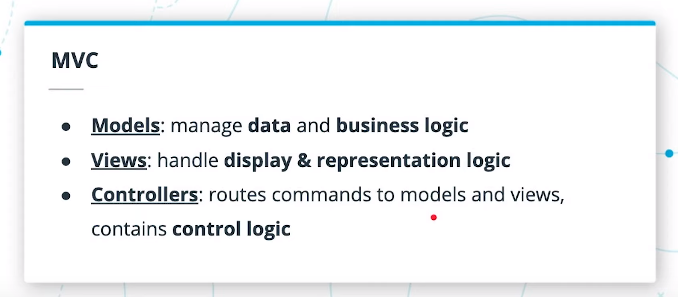 MVC
● Models: manage data and business logic
● Views: handle display & representation logic
● Controllers: routes commands to models and views,
contains control logic